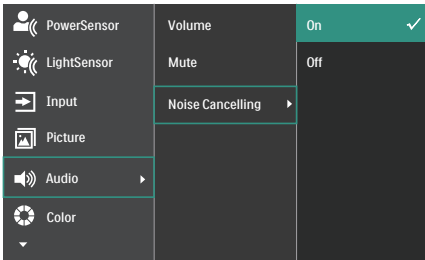 PowerSensor
LightSensor
Input
Picture
Audio
Color
Volume
Mute
Noise Cancelling
On
Off